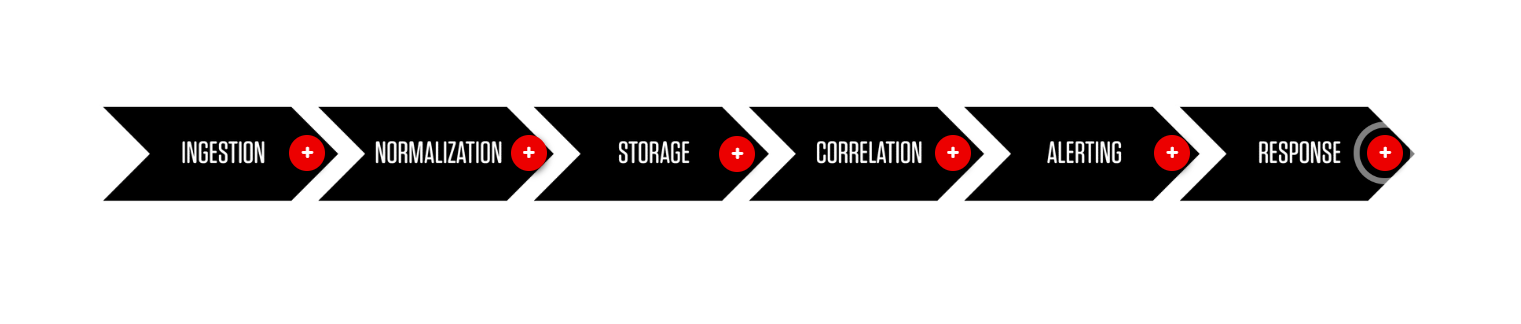 INGESTION
NORMALIZATION
STORAGE
CORRELATION
ALERTING
RESPONSE